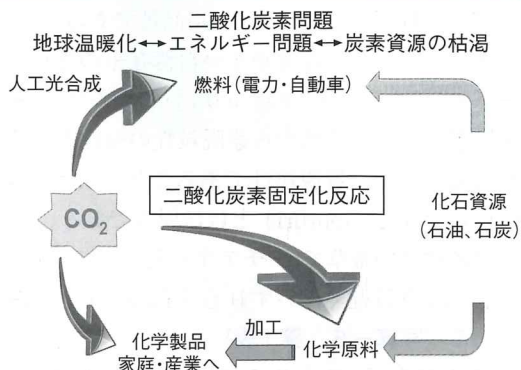 二酸化炭素問題
地球温暖化↔エネルギー問題↔炭素資源の枯渇
人工光合成
燃料(電力・自動車)
二酸化炭素固定化反応
CO₂
化石資源
(石油、石炭)
化学製品
家庭・産業へ
加工
化学原料